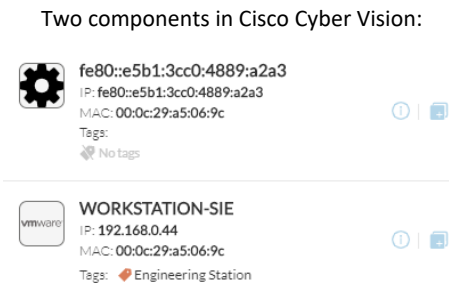 Two components in Cisco Cyber Vision:
fe80::e5b1:3cc0:4889:a2a3
IP: fe80::e5b1:3cc0:4889:a2a3
MAC: 00:0c:29:a5:06:9c
Tags:
No tags
vmware
WORKSTATION-SIE
IP: 192.168.0.44
MAC: 00:0c:29:a5:06:9c
Tags: Engineering Station